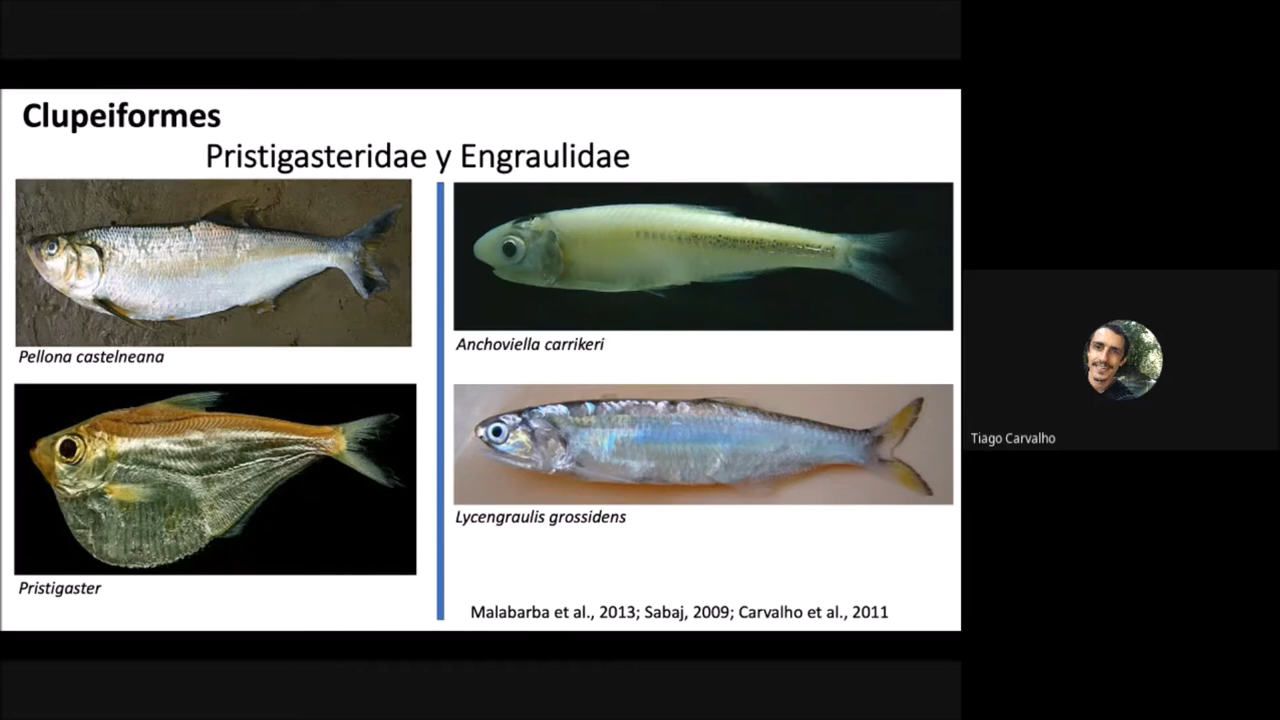 Clupeiformes
Pristigasteridae y Engraulidae
Pellona castelneana
Anchoviella carrikeri
Pristigaster
Lycengraulis grossidens
Malabarba et al., 2013; Sabaj, 2009; Carvalho et al., 2011
Tiago Carvalho